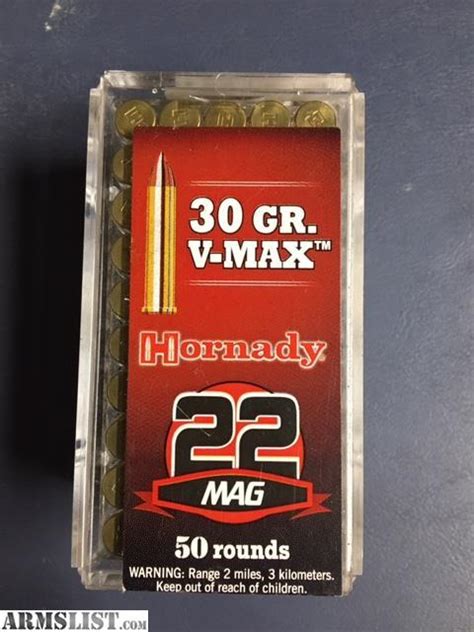 30 GR.
V-MAX™
Hornady
22
MAG
50 rounds
WARNING: Range 2 miles, 3 kilometers.
Keep out of reach of children.
ARMSLIST.COM